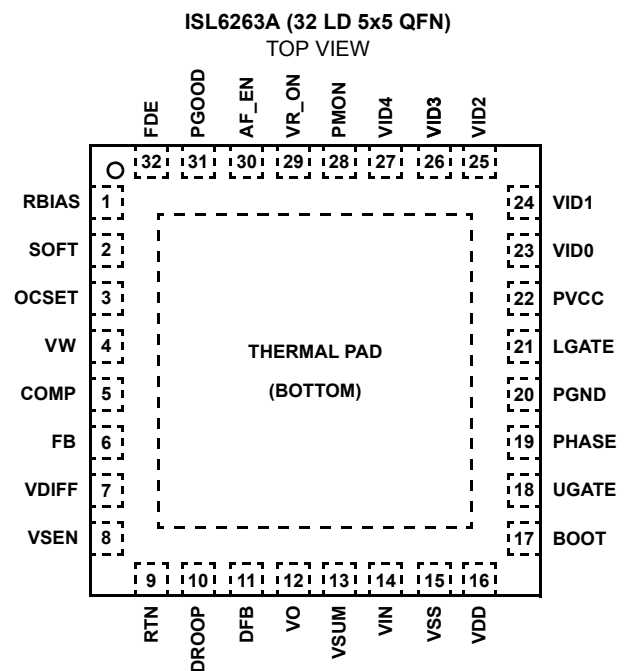 ISL6263A (32 LD 5x5 QFN)
TOP VIEW
FDE
PGOOD
AF_EN
VR_ON
PMON
VID4
VID3
VID2
32 31 30 29 28 27 26 25
RBIAS 1
SOFT 2
OCSET 3
VW 4
COMP 5
FB 6
VDIFF 7
VSEN 8
THERMAL PAD
(BOTTOM)
24 VID1
23 VID0
22 PVCC
21 LGATE
20 PGND
19 PHASE
18 UGATE
17 BOOT
9 10 11 12 13 14 15 16
RTN
DROOP
DFB
VO
VSUM
VIN
VSS
VDD